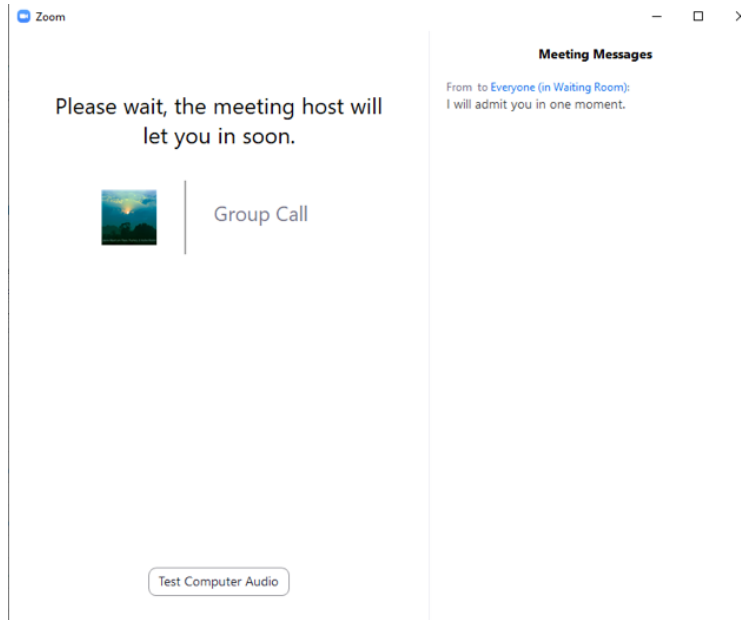 Zoom
Please wait, the meeting host will
let you in soon.
Group Call
Test Computer Audio
Meeting Messages
From to Everyone (in Waiting Room):
I will admit you in one moment.